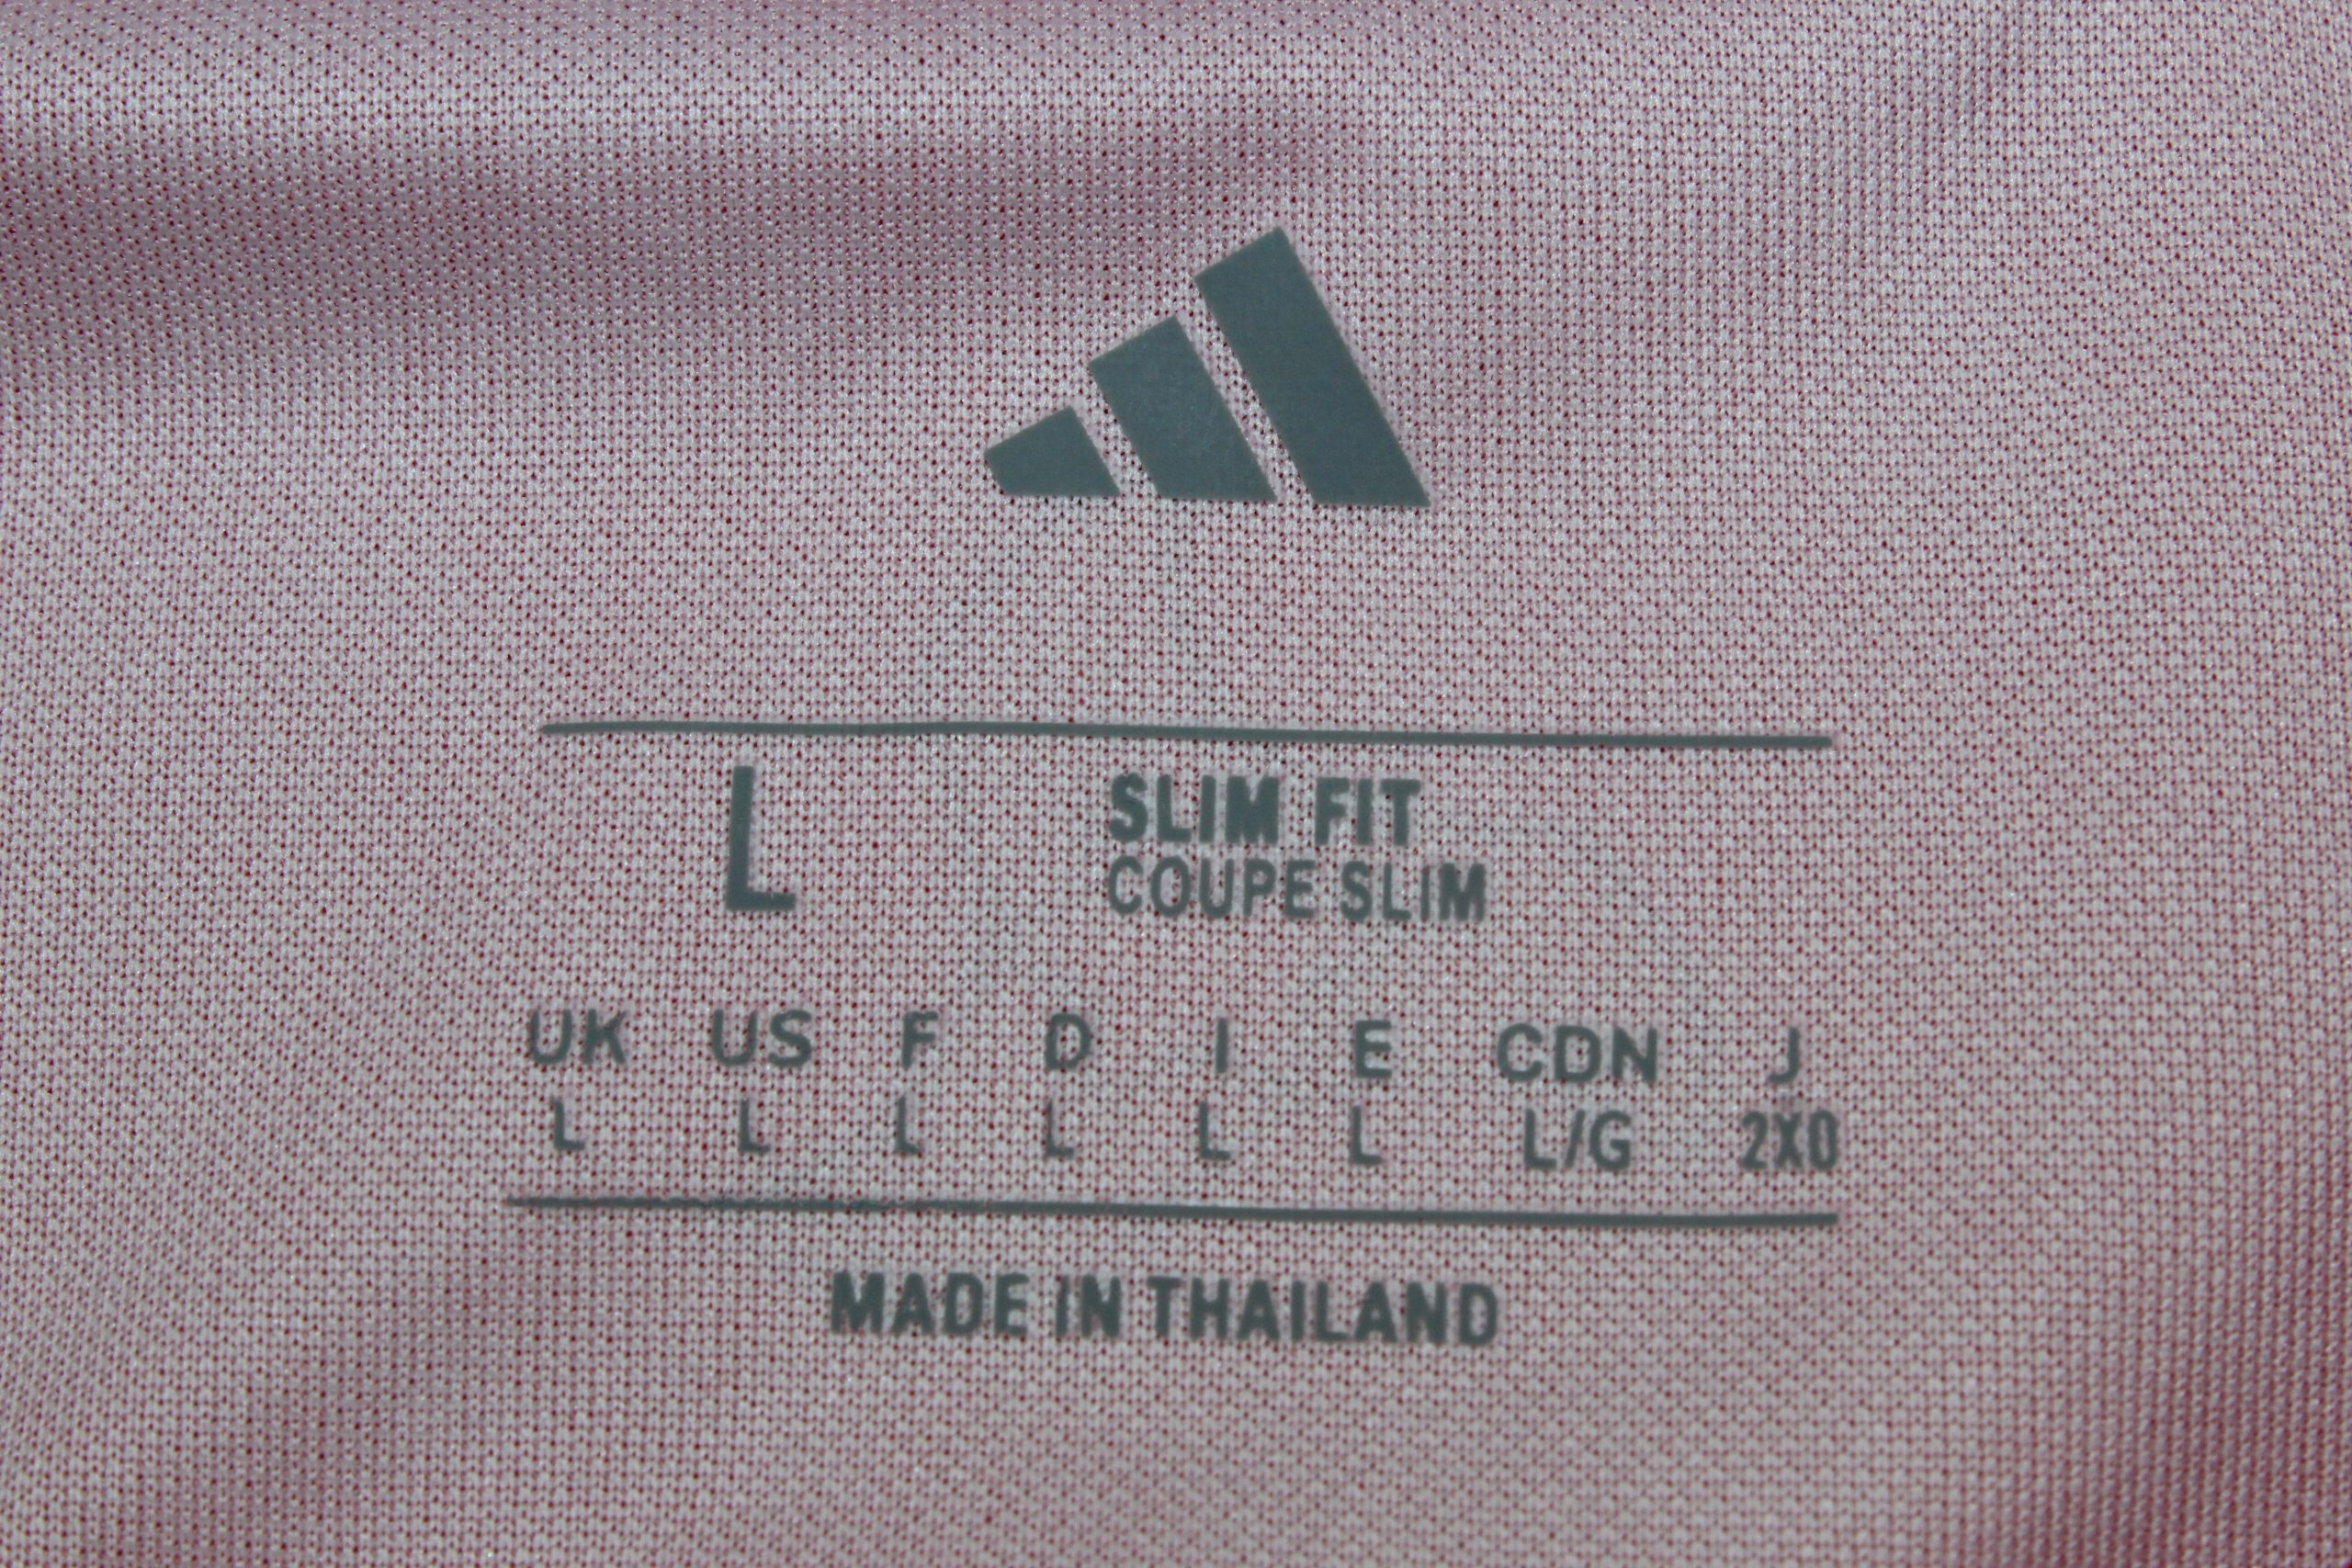 L
SLIM FIT
COUPE SLIM
UK US F D I E CDN J
L L L L L L L/G 2XO
MADE IN THAILAND